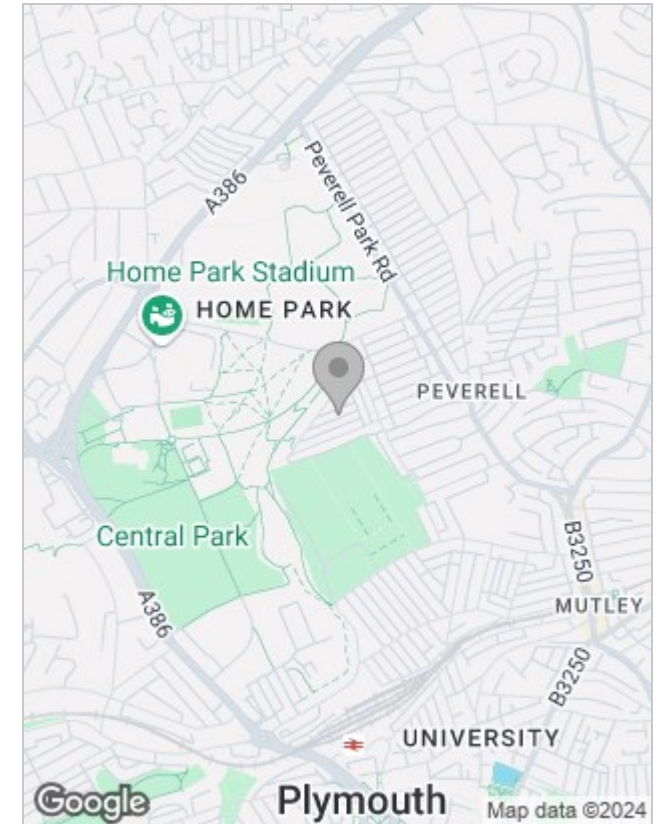 A386
Peverell Park Rd
Home Park Stadium
HOME PARK
PEVERELL
Central Park
B3250
A386
MUTLEY
B3250
UNIVERSITY
Plymouth
Google
Map data ©2024